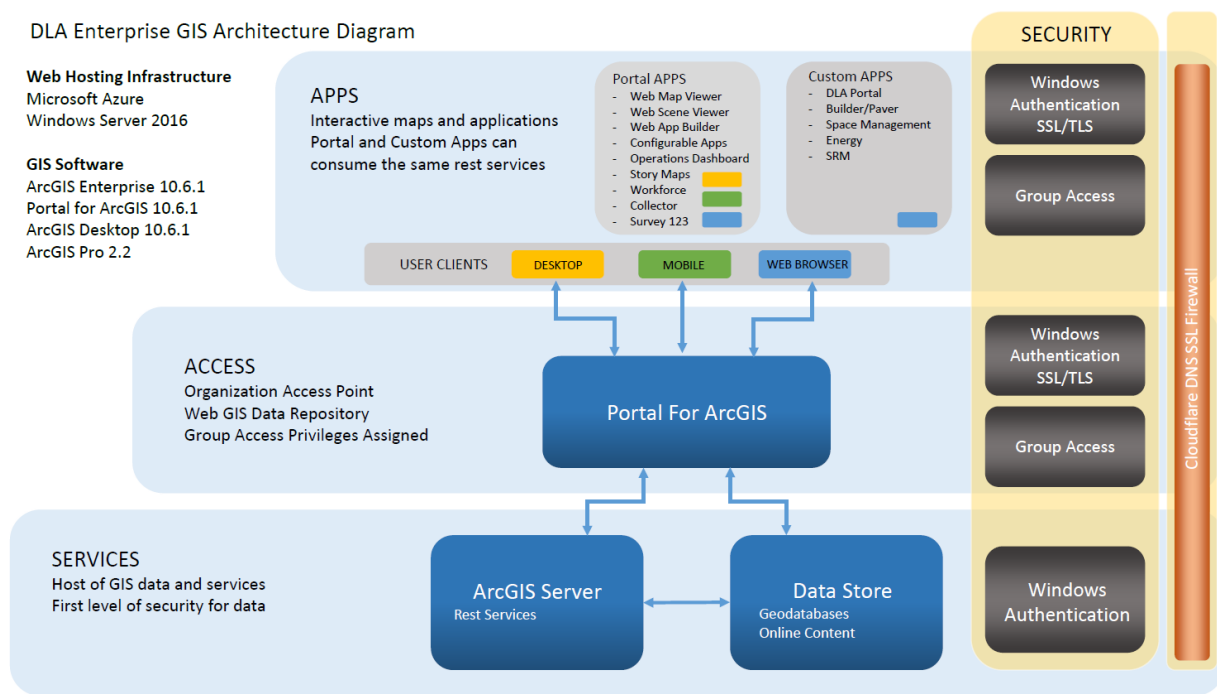 DLA Enterprise GIS Architecture Diagram
Web Hosting Infrastructure
Microsoft Azure
Windows Server 2016
GIS Software
ArcGIS Enterprise 10.6.1
Portal for ArcGIS 10.6.1
ArcGIS Desktop 10.6.1
ArcGIS Pro 2.2
APPS
Interactive maps and applications
Portal and Custom Apps can
consume the same rest services
Portal APPS
- Web Map Viewer
- Web Scene Viewer
- Web App Builder
- Configurable Apps
- Operations Dashboard
- Story Maps
- Workforce
- Collector
- Survey 123
Custom APPS
- DLA Portal
- Builder/Paver
- Space Management
- Energy
- SRM
USER CLIENTS
DESKTOP
MOBILE
WEB BROWSER
ACCESS
Organization Access Point
Web GIS Data Repository
Group Access Privileges Assigned
Portal For ArcGIS
SERVICES
Host of GIS data and services
First level of security for data
ArcGIS Server
Rest Services
Data Store
Geodatabases
Online Content
SECURITY
Windows
Authentication
SSL/TLS
Group Access
Windows
Authentication
SSL/TLS
Group Access
Windows
Authentication
Cloudflare DNS SSL Firewall